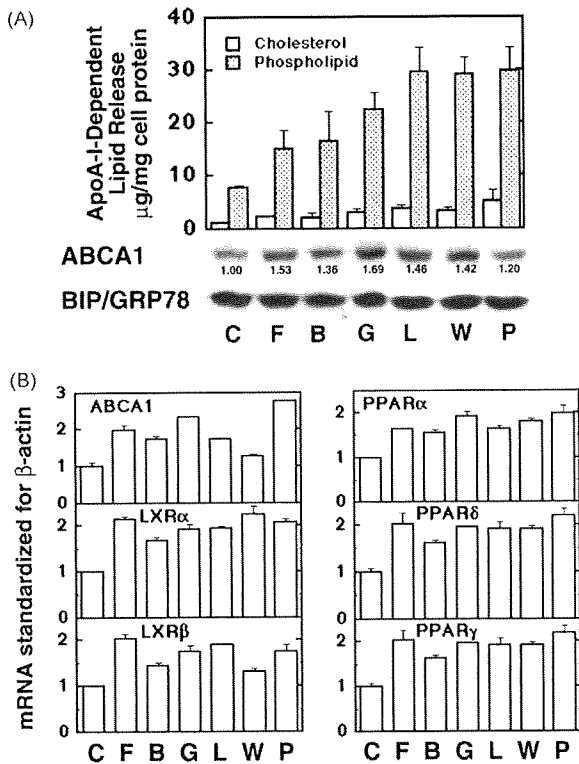 (A)
ApoA-I-Dependent
Lipid Release
µg/mg cell protein
40
30
20
10
0
Cholesterol
Phospholipid
ABCA1
1.00 1.53 1.36 1.69 1.46 1.42 1.20
BIP/GRP78
C F B G L W P
(B)
mRNA standardized for β-actin
3
2
1
0
ABCA1
2
1
0
LXRα
2
1
0
LXRβ
C F B G L W P
2
1
0
PPARα
2
1
0
PPARδ
2
1
0
PPARγ
C F B G L W P